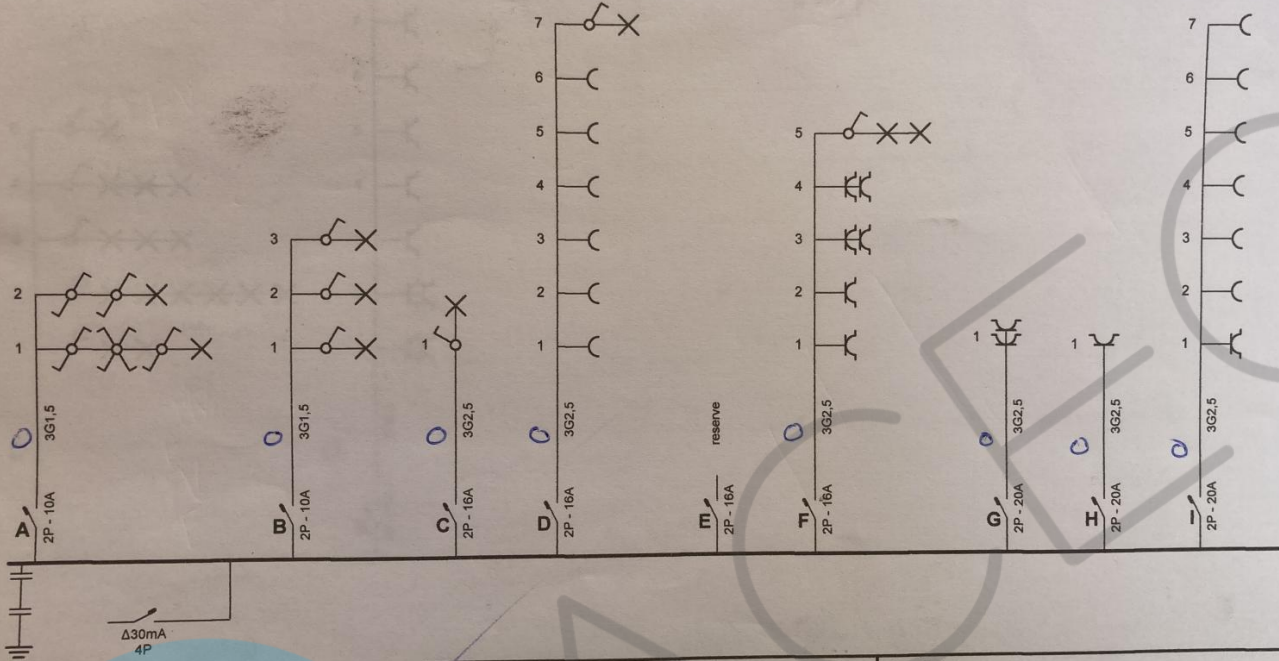 7
6
5
4
3
2
1
7
6
5
4
3
2
1
5
4
3
2
1
3
2
1
2
1
1
1
1
3G1,5
3G1,5
3G2,5
3G2,5
reserve
3G2,5
3G2,5
3G2,5
3G2,5
A
2P - 10A
B
2P - 10A
C
2P - 16A
D
2P - 16A
E
2P - 16A
F
2P - 16A
G
2P - 20A
H
2P - 20A
I
2P - 20A
Δ30mA
4P
ACEC